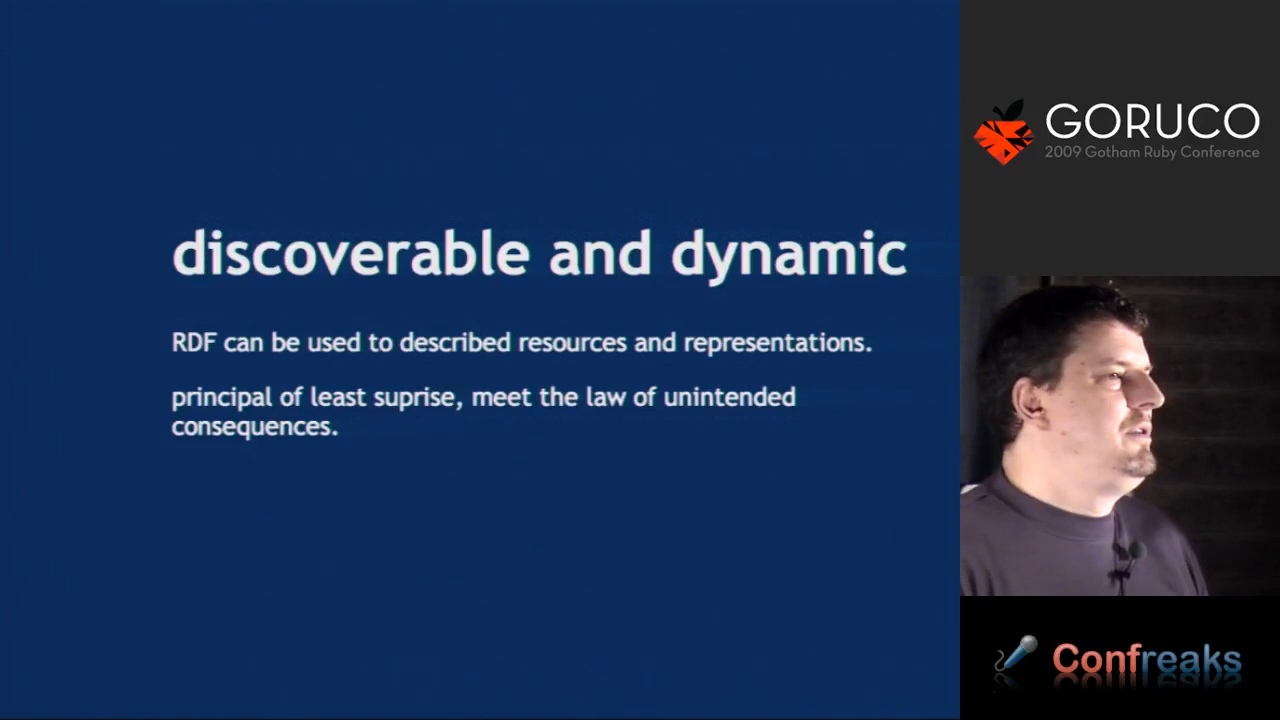 discoverable and dynamic
RDF can be used to described resources and representations.
principal of least suprise, meet the law of unintended
consequences.
GORUCO
2009 Gotham Ruby Conference
Confreaks